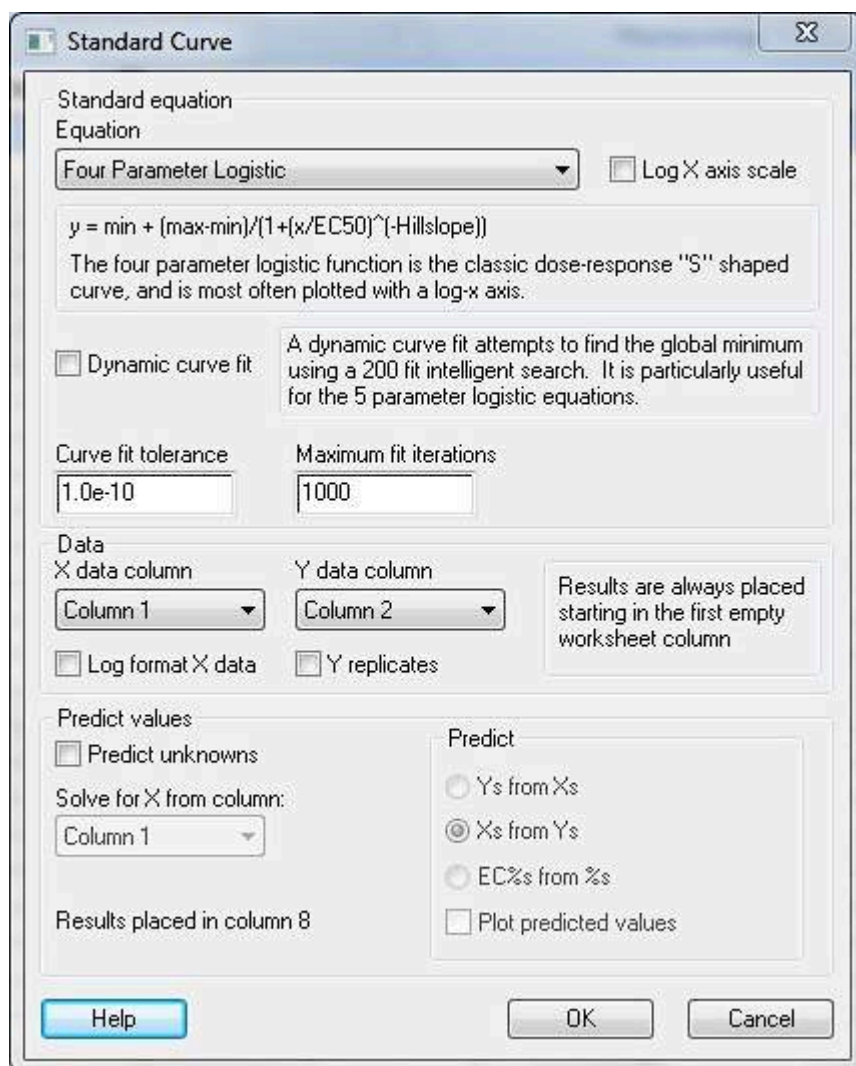 Standard Curve
Standard equation
Equation
Four Parameter Logistic
Log X axis scale
y = min + (max-min)/(1+(x/EC50)^(-Hillslope))
The four parameter logistic function is the classic dose-response "S" shaped
curve, and is most often plotted with a log-x axis.
Dynamic curve fit
A dynamic curve fit attempts to find the global minimum
using a 200 fit intelligent search. It is particularly useful
for the 5 parameter logistic equations.
Curve fit tolerance
Maximum fit iterations
1.0e-10
1000
Data
X data column
Y data column
Column 1
Column 2
Results are always placed
starting in the first empty
worksheet column
Log format X data
Y replicates
Predict values
Predict unknowns
Solve for X from column:
Column 1
Results placed in column 8
Predict
Ys from Xs
Xs from Ys
EC%s from %s
Plot predicted values
Help
OK
Cancel